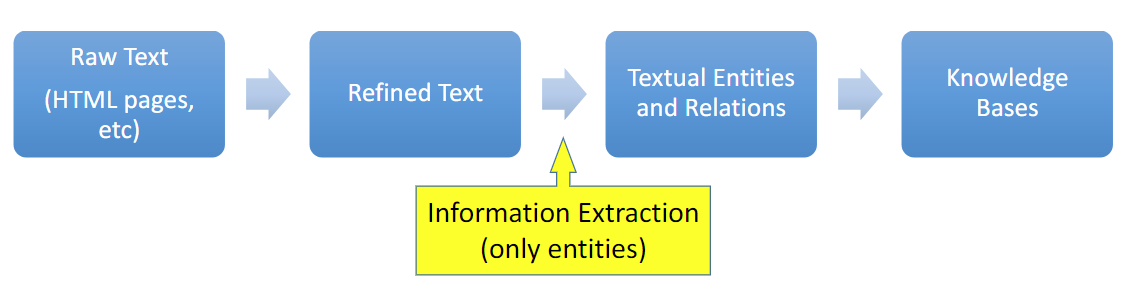 Raw Text
(HTML pages,
etc)
Refined Text
Textual Entities
and Relations
Knowledge
Bases
Information Extraction
(only entities)